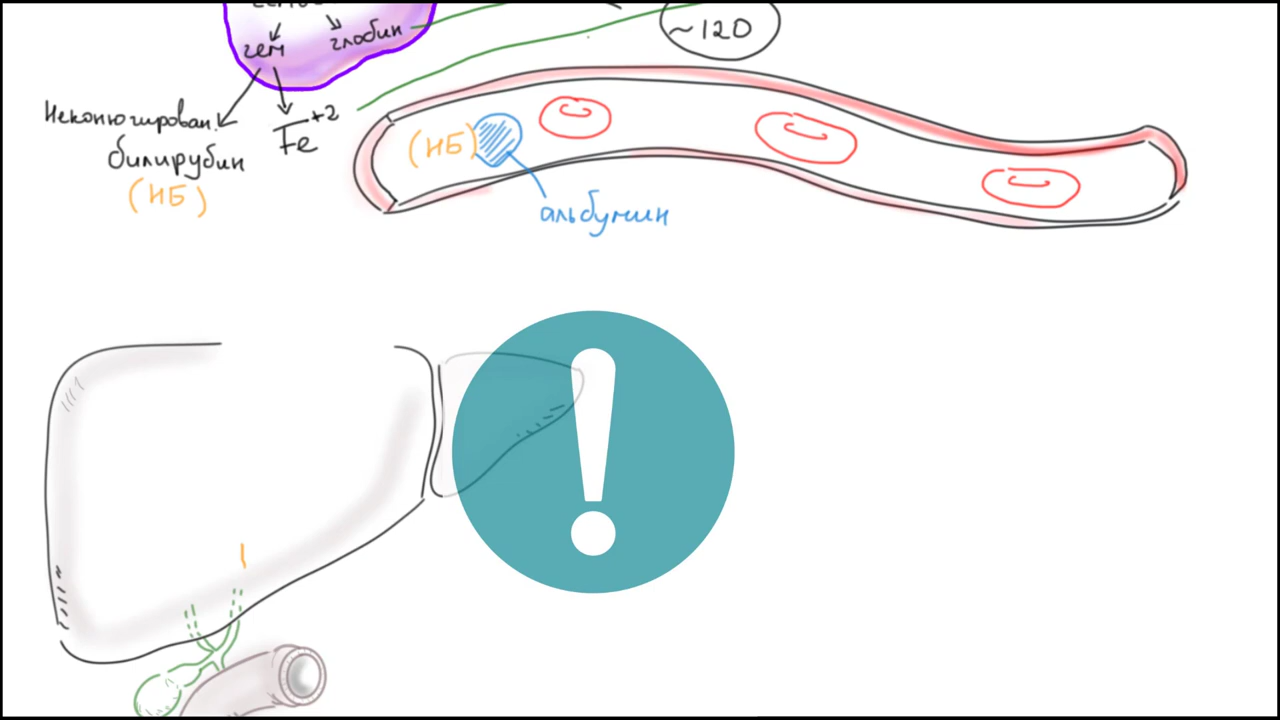 гем
глобин
~120
Неконюгирован.
билирубин
(НБ)
Fe+2
(НБ)
альбумин